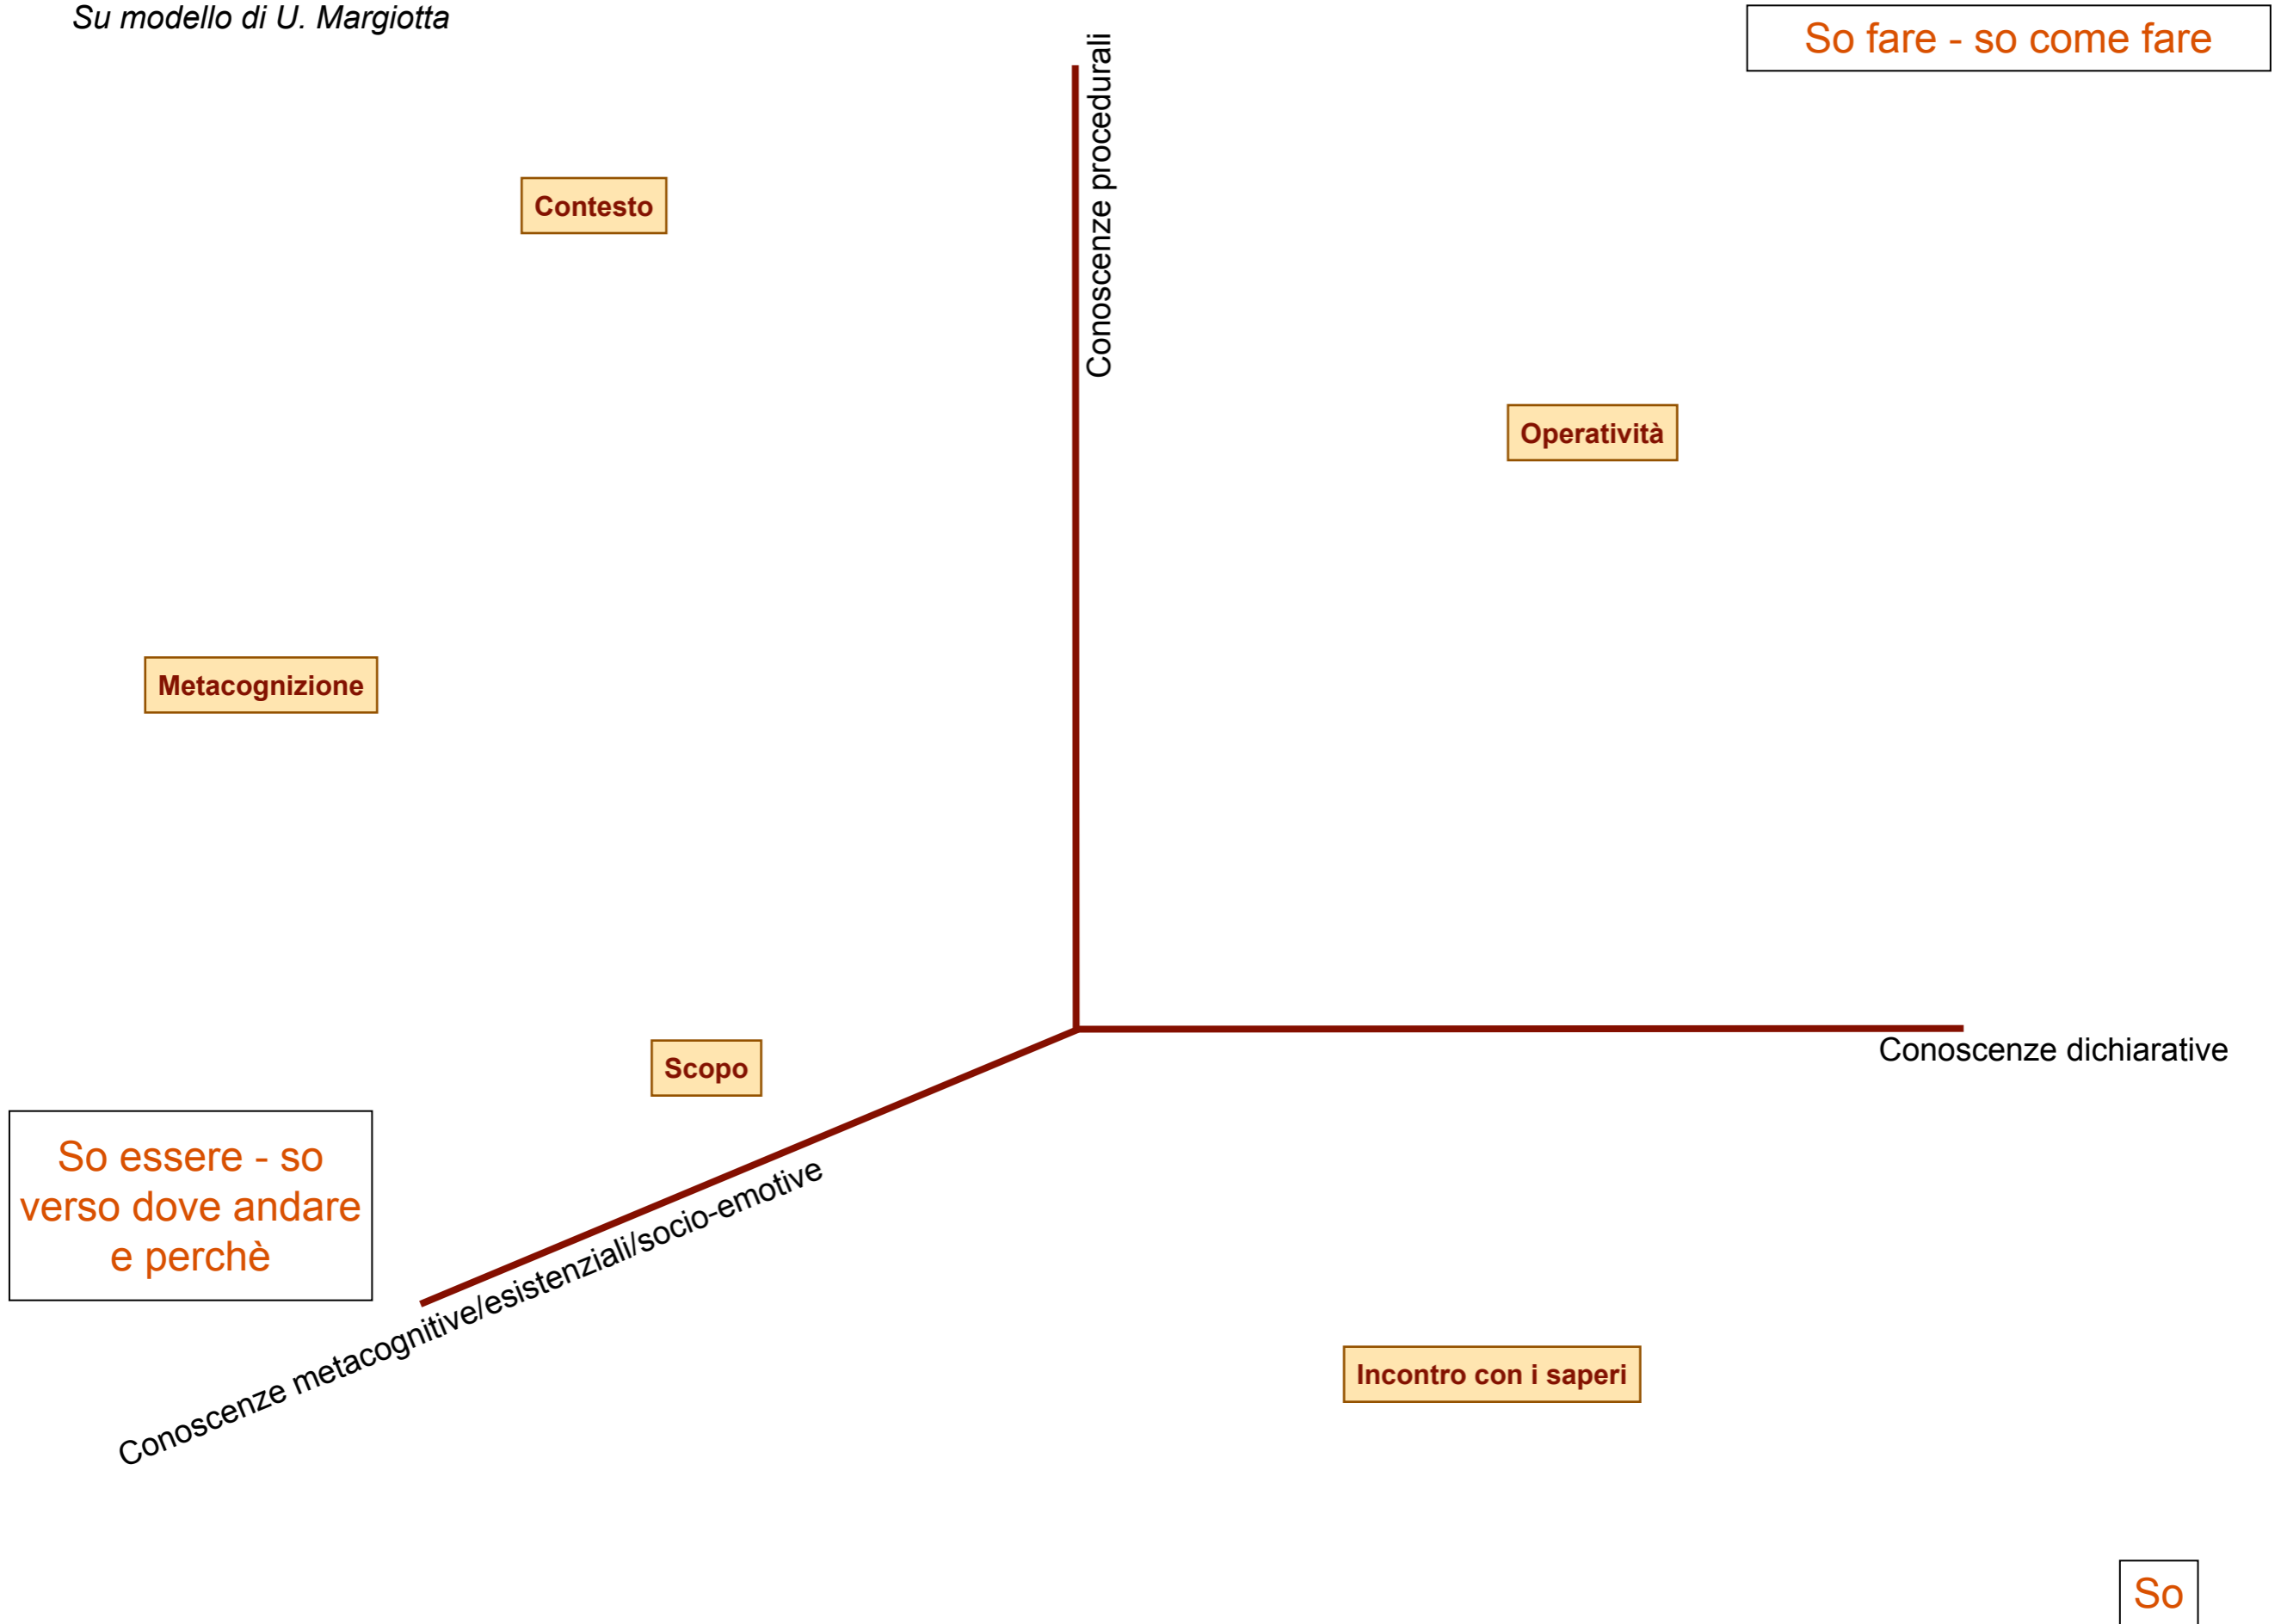 Su modello di U. Margiotta
So fare - so come fare
Conoscenze procedurali
Contesto
Operatività
Metacognizione
Conoscenze dichiarative
Scopo
So essere - so
verso dove andare
e perchè
Conoscenze metacognitive/esistenziali/socio-emotive
Incontro con i saperi
So